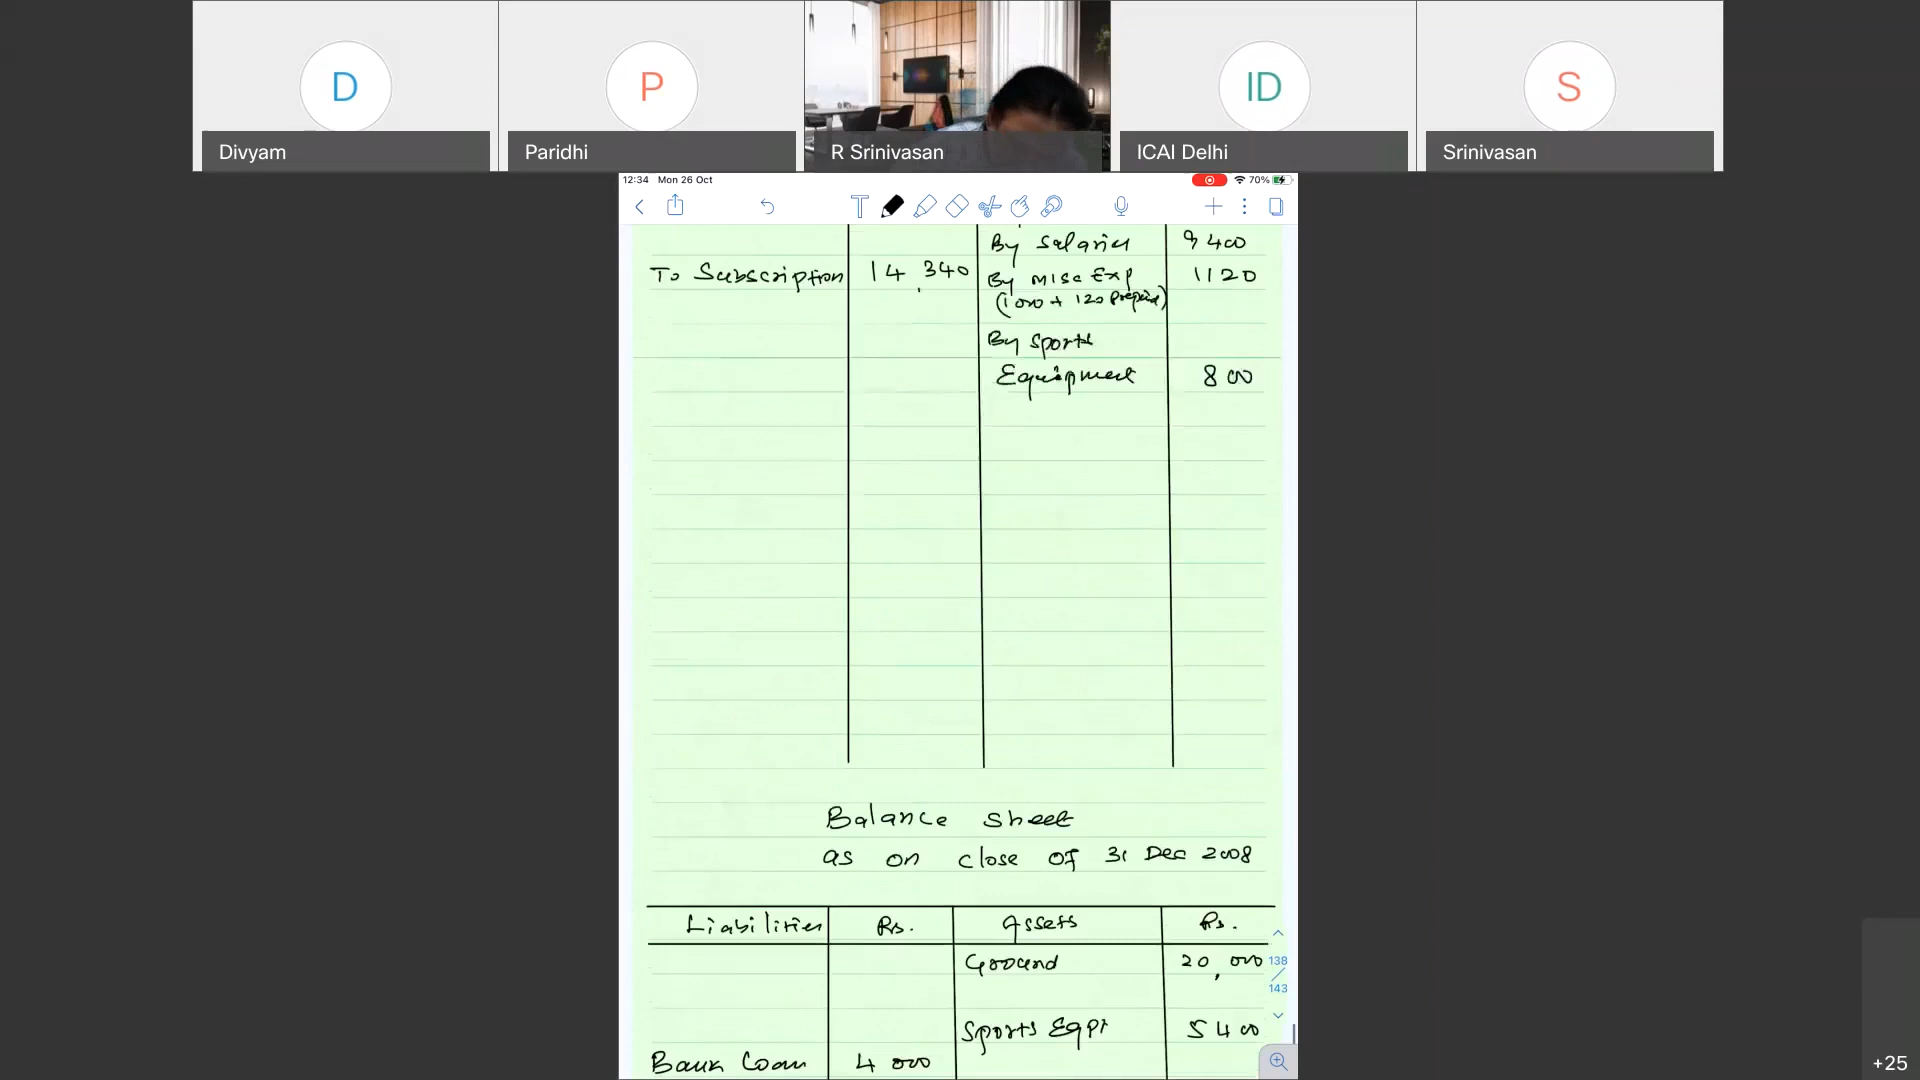 D
P
ID
S
Divyam
Paridhi
R Srinivasan
ICAI Delhi
Srinivasan
12:34 Mon 26 Oct
70%
T
By Salaries 9400
To Subscription 14,340 By Misc Exp 1120
(1000 + 120 Prepaid)
By Sports
Equipment 800
Balance Sheet
as on close of 31 Dec 2008
Liabilities Rs. Assets Rs.
Ground 20,000
138
143
Sports Eqpt 5400
Bank Loan 4000
+25